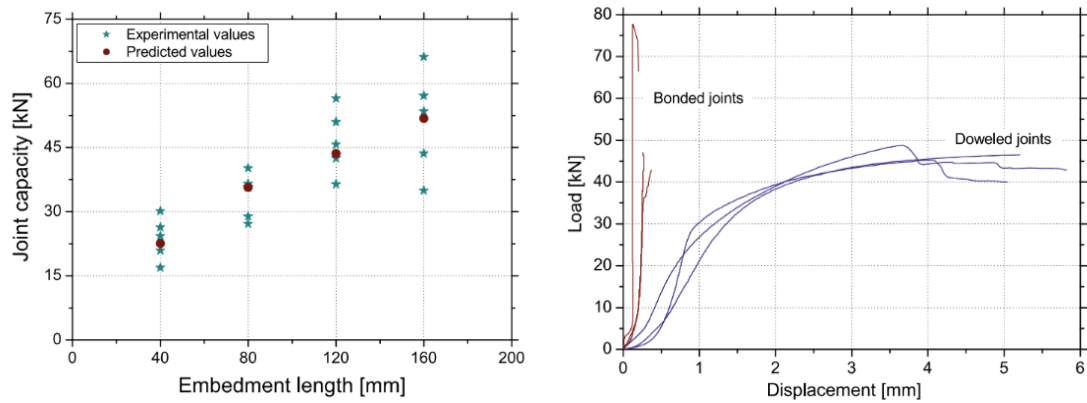 75
60
45
30
15
0
Joint capacity [kN]
Experimental values
Predicted values
0 40 80 120 160 200
Embedment length [mm]
80
70
60
50
40
30
20
10
0
Load [kN]
Bonded joints
Doweled joints
0 1 2 3 4 5 6
Displacement [mm]